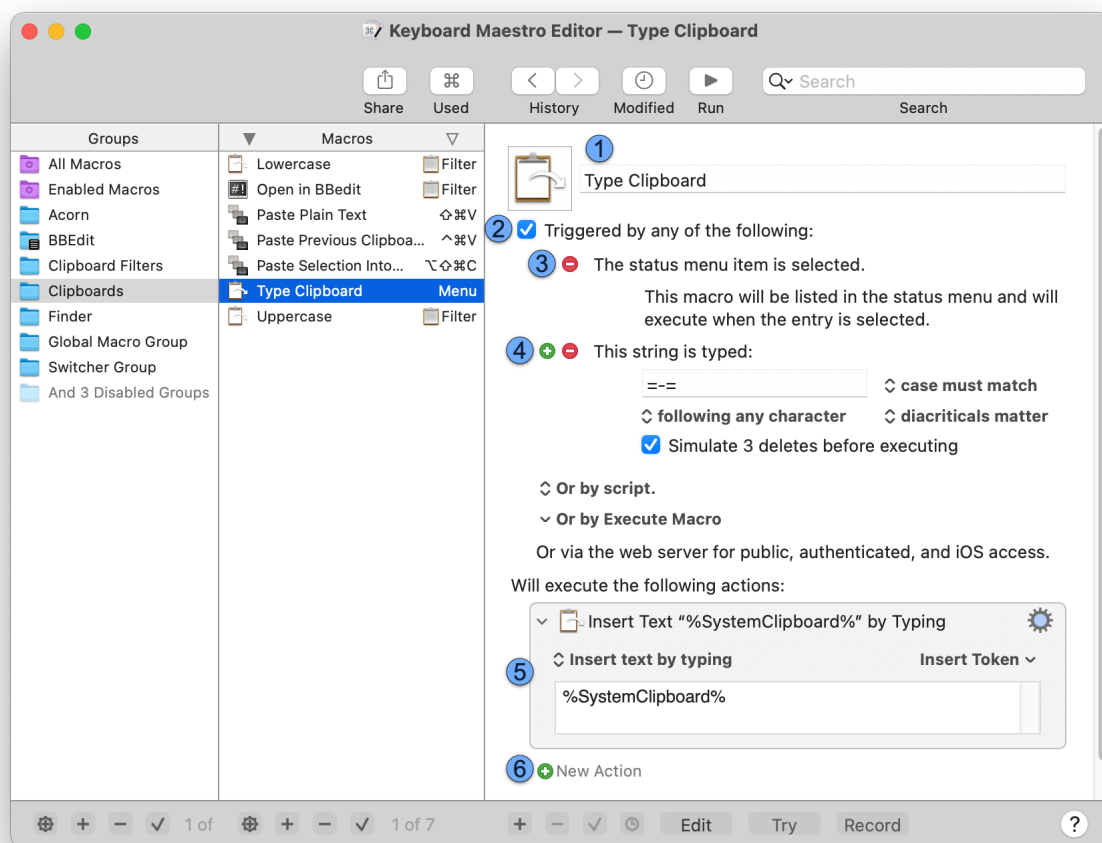 Keyboard Maestro Editor — Type Clipboard
Share
Used
History
Modified
Run
Search
Search
Groups
All Macros
Enabled Macros
Acorn
BBEdit
Clipboard Filters
Clipboards
Finder
Global Macro Group
Switcher Group
And 3 Disabled Groups
Macros
Lowercase Filter
Open in BBedit Filter
Paste Plain Text ⇧⌘V
Paste Previous Clipboa... ^⌘V
Paste Selection Into... ⌥⇧⌘C
Type Clipboard Menu
Uppercase Filter
1
Type Clipboard
2 Triggered by any of the following:
3 The status menu item is selected.
This macro will be listed in the status menu and will
execute when the entry is selected.
4 This string is typed:
=-= case must match
following any character diacriticals matter
Simulate 3 deletes before executing
Or by script.
Or by Execute Macro
Or via the web server for public, authenticated, and iOS access.
Will execute the following actions:
Insert Text “%SystemClipboard%” by Typing
5 Insert text by typing Insert Token
%SystemClipboard%
6 New Action
1 of
1 of 7
Edit Try Record ?